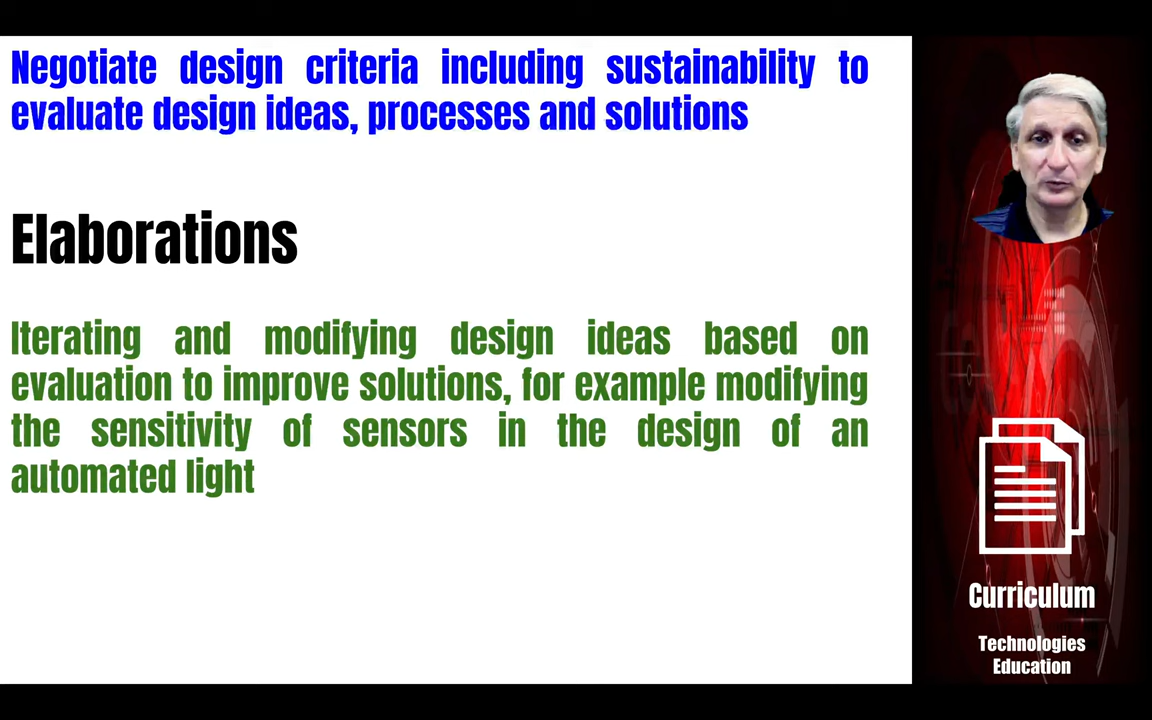 Negotiate design criteria including sustainability to
evaluate design ideas, processes and solutions
Elaborations
Iterating and modifying design ideas based on
evaluation to improve solutions, for example modifying
the sensitivity of sensors in the design of an
automated light
Curriculum
Technologies
Education